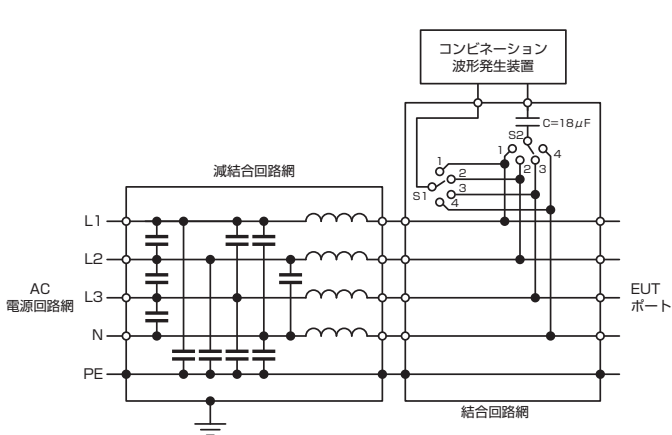 コンビネーション
波形発生装置
C=18μF
S2
1
4
2
3
減結合回路網
1
2
3
4
S1
L1
L2
AC
電源回路網
L3
N
PE
EUT
ポート
結合回路網